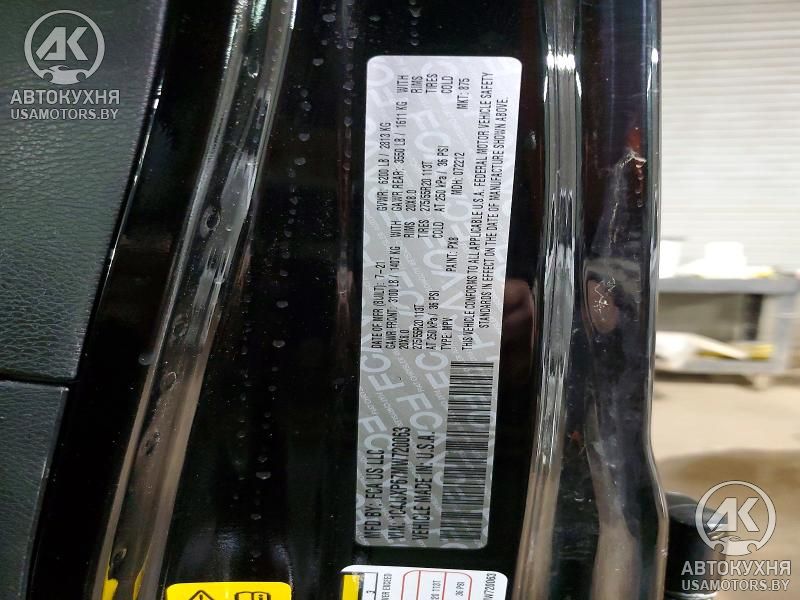 AK
АВТОКУХНЯ
USAMOTORS.BY
MFD BY: FCA US LLC
DATE OF MFR (BUILT): 7-21
GVWR: 6200 LB / 2813 KG
GAWR FRONT: 3100 LB / 1407 KG WITH
GAWR REAR: 3550 LB / 1611 KG WITH
20X8.0 RIMS
20X8.0 RIMS
275/55R20 113T TIRES
275/55R20 113T TIRES
AT 250 kPa / 36 PSI COLD
AT 250 kPa / 36 PSI COLD
VEHICLE MADE IN U.S.A.
TYPE: MPV
PAINT: PX8
MDH: 072212
MKT: 875
THIS VEHICLE CONFORMS TO ALL APPLICABLE U.S.A. FEDERAL MOTOR VEHICLE SAFETY
STANDARDS IN EFFECT ON THE DATE OF MANUFACTURE SHOWN ABOVE.
AK
АВТОКУХНЯ
USAMOTORS.BY